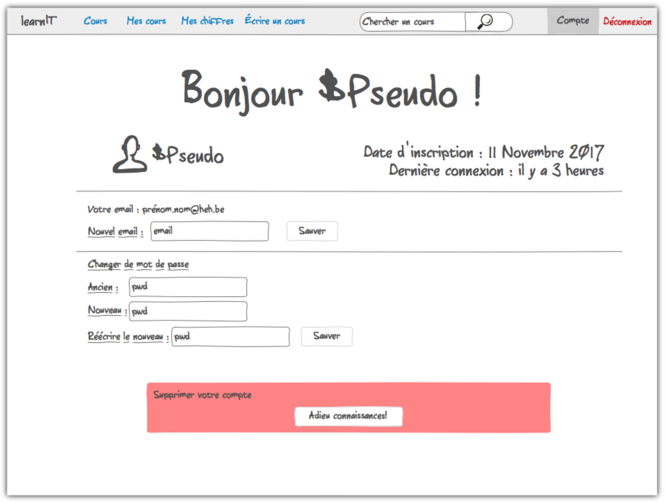 learnIT Cours Mes cours Mes chiffres Écrire un cours Chercher un cours Compte Déconnexion
Bonjour $Pseudo !
$Pseudo
Date d'inscription : 11 Novembre 2017
Dernière connexion : il y a 3 heures
Votre email : prénom.nom@heh.be
Nouvel email : email Sauver
Changer de mot de passe
Ancien : pwd
Nouveau : pwd
Réécrire le nouveau : pwd Sauver
Supprimer votre compte
Adieu connaissances!